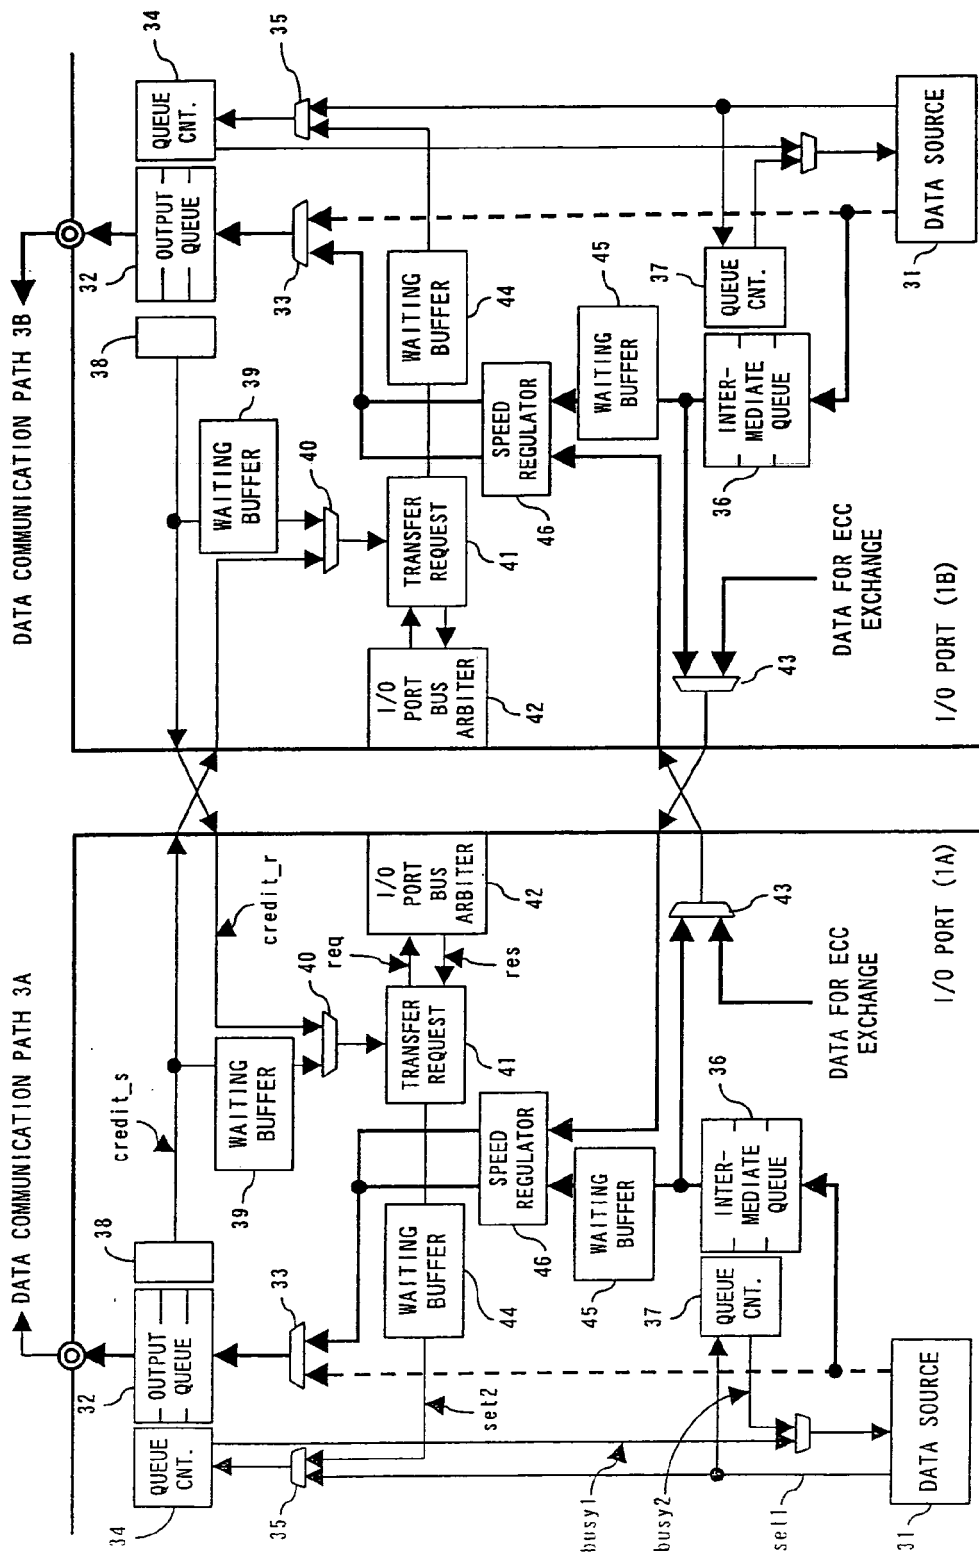 DATA COMMUNICATION PATH 3A
32
OUTPUT
QUEUE
34
QUEUE
CNT.
38
credit_s
credit_r
33
35
39
WAITING
BUFFER
40
req
res
I/O
PORT
BUS
ARBITER
42
TRANSFER
REQUEST
41
WAITING
BUFFER
44
set2
SPEED
REGULATOR
46
WAITING
BUFFER
45
37
QUEUE
CNT.
36
INTER-
MEDIATE
QUEUE
busy1
busy2
set1
31
DATA SOURCE
43
DATA FOR ECC
EXCHANGE
I/O PORT (1A)
DATA COMMUNICATION PATH 3B
38
32
OUTPUT
QUEUE
QUEUE
CNT.
34
35
33
39
WAITING
BUFFER
40
I/O
PORT
BUS
ARBITER
42
TRANSFER
REQUEST
41
WAITING
BUFFER
44
SPEED
REGULATOR
46
WAITING
BUFFER
45
37
QUEUE
CNT.
36
INTER-
MEDIATE
QUEUE
31
DATA SOURCE
43
DATA FOR ECC
EXCHANGE
I/O PORT (1B)